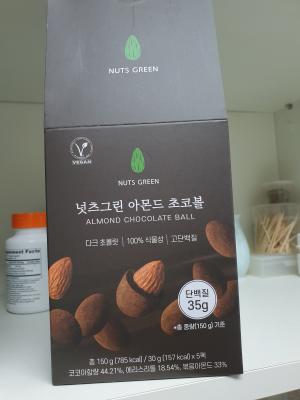 NUTS GREEN
VEGAN
NUTS GREEN
넛츠그린 아몬드 초코볼
ALMOND CHOCOLATE BALL
다크 초콜릿 | 100% 식물성 | 고단백질
단백질
35g
*총 중량(150 g) 기준
총 150 g (785 kcal) / 30 g (157 kcal) x 5팩
코코아함량 44.21%, 에리스리톨 18.54%, 볶음아몬드 33%